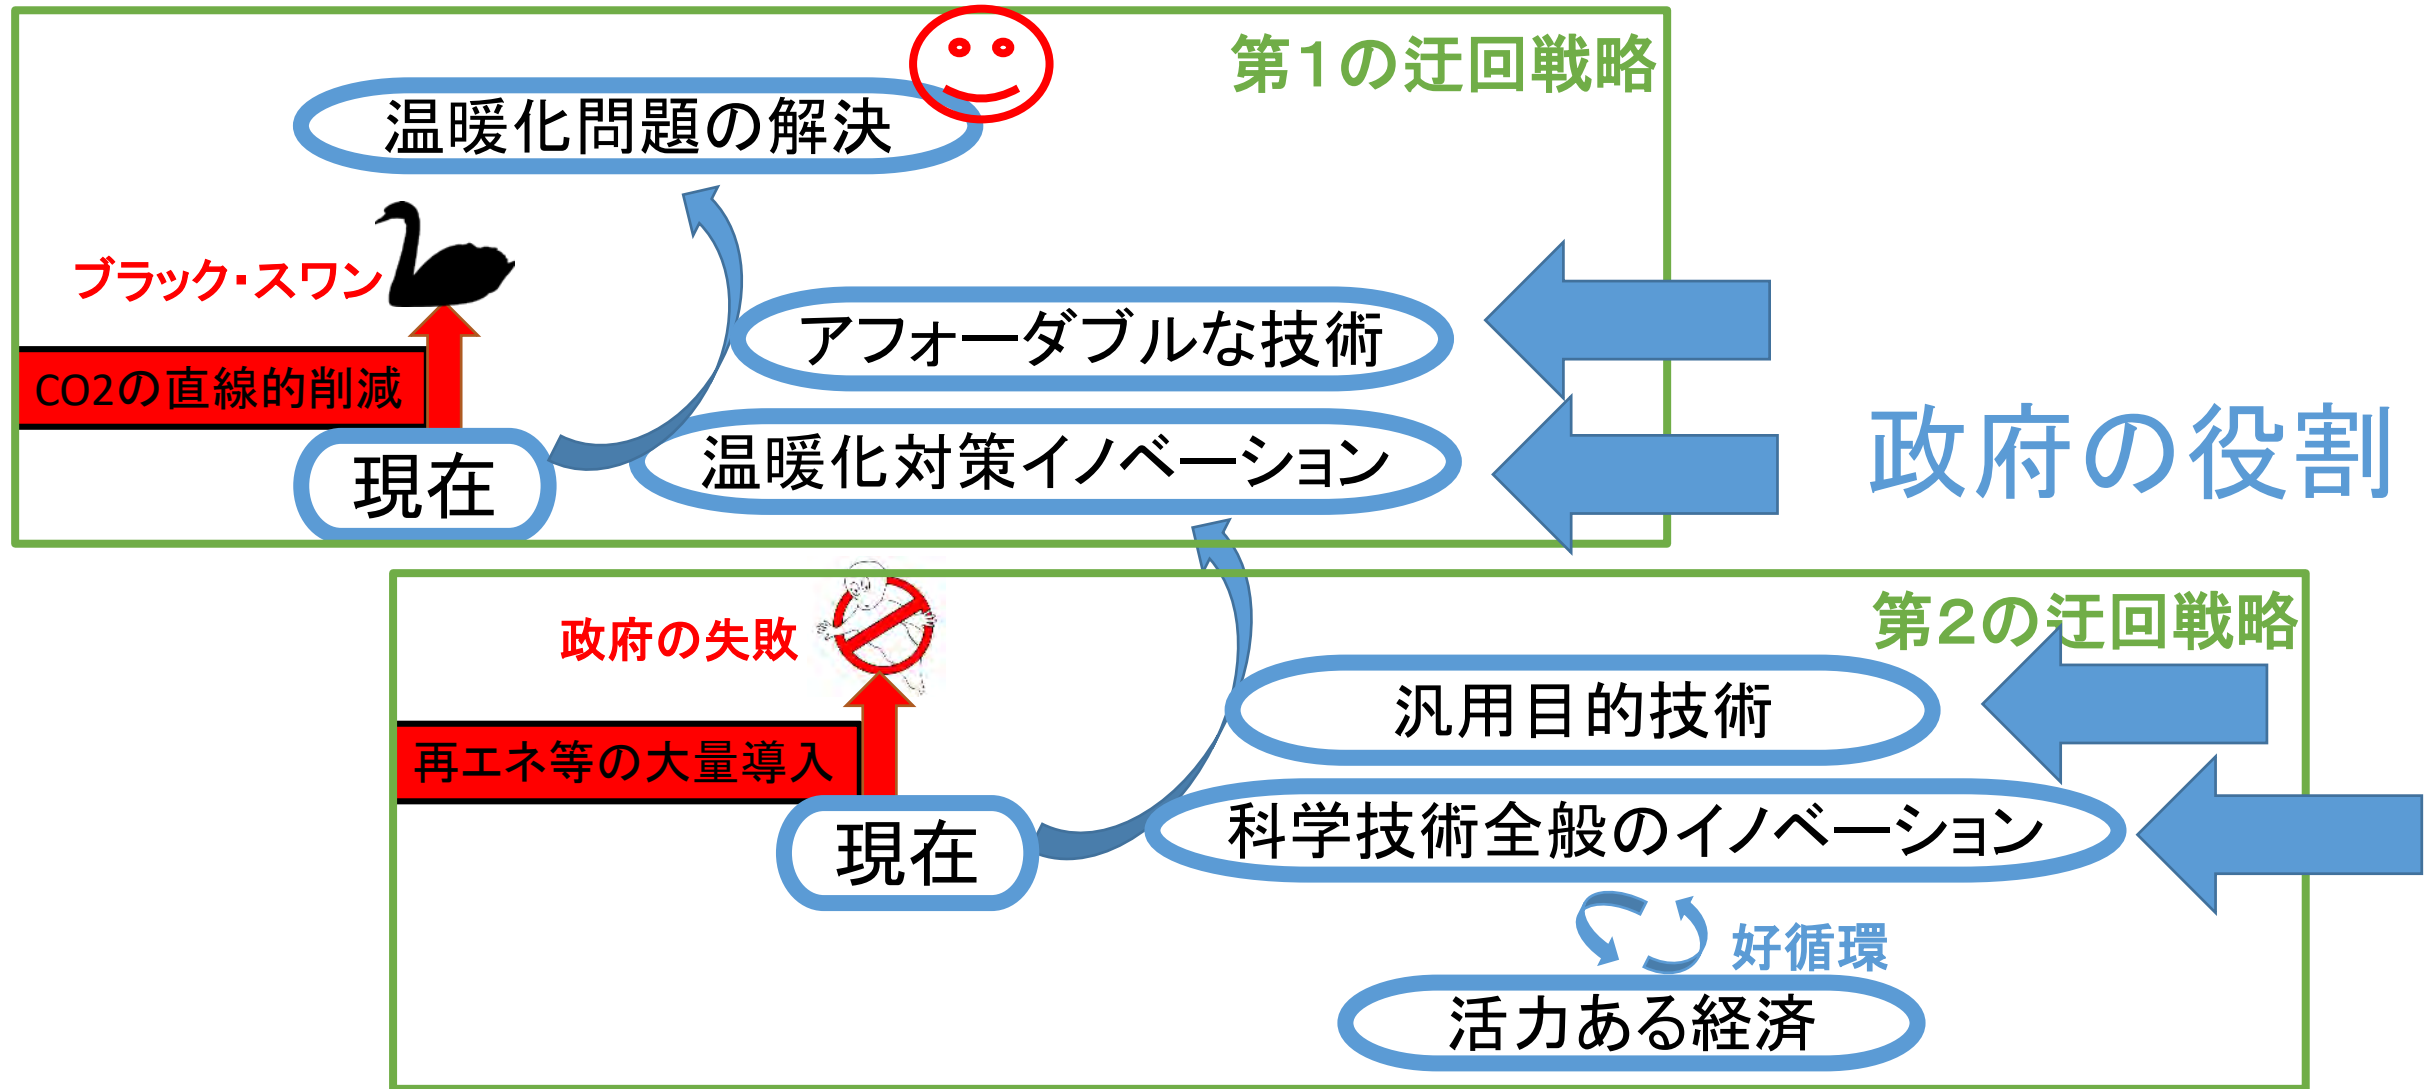 第1の迂回戦略
温暖化問題の解決
ブラック・スワン
アフォーダブルな技術
CO2の直線的削減
温暖化対策イノベーション
現在
政府の役割
第2の迂回戦略
政府の失敗
汎用目的技術
再エネ等の大量導入
科学技術全般のイノベーション
現在
好循環
活力ある経済